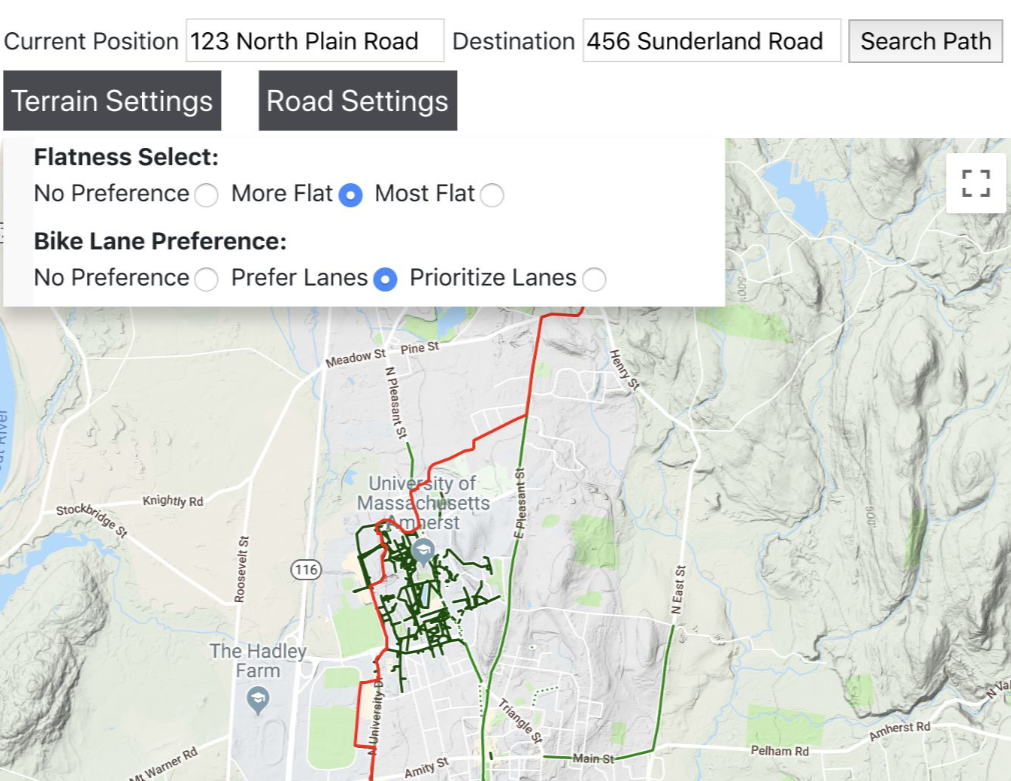 Current Position 123 North Plain Road Destination 456 Sunderland Road Search Path
Terrain Settings Road Settings
Flatness Select:
No Preference More Flat Most Flat
Bike Lane Preference:
No Preference Prefer Lanes Prioritize Lanes
500'
Meadow St
Pine St
Henry St
N Pleasant St
University of
Massachusetts
Amherst
E Pleasant St
Knightly Rd
Stockbridge St
Roosevelt St
116
500'
N East St
The Hadley
Farm
N University Dr
Triangle St
Mt Warner Rd
Amity St
Main St
Pelham Rd
Amherst Rd
River